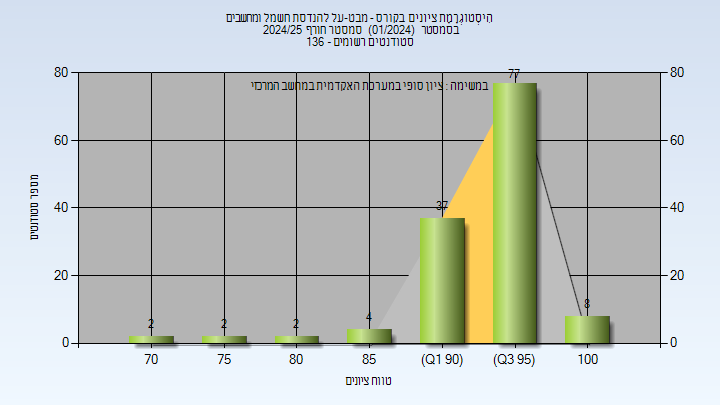 היסטוגרמת ציונים בקורס - מבט-על להנדסת חשמל ומחשבים
בסמסטר (01/2024) סמסטר חורף 2024/25
סטודנטים רשומים - 136
במשימה : ציון סופי במערכת האקדמית במחשב המרכזי
80
60
40
20
0
80
60
40
20
0
מספר סטודנטים
2
2
2
4
37
77
8
70
75
80
85
(Q1 90)
(Q3 95)
100
טווח ציונים